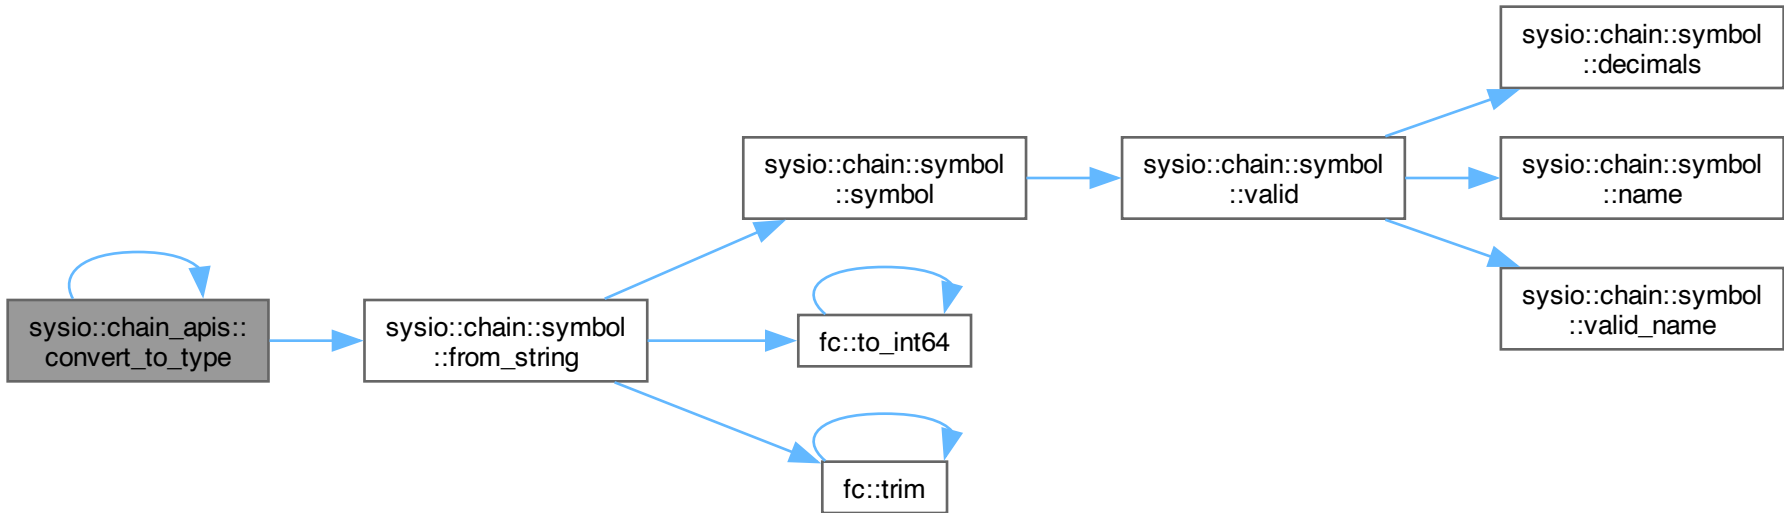 sysio::chain_apis::
convert_to_type
sysio::chain::symbol
::from_string
sysio::chain::symbol
::symbol
fc::to_int64
fc::trim
sysio::chain::symbol
::valid
sysio::chain::symbol
::decimals
sysio::chain::symbol
::name
sysio::chain::symbol
::valid_name